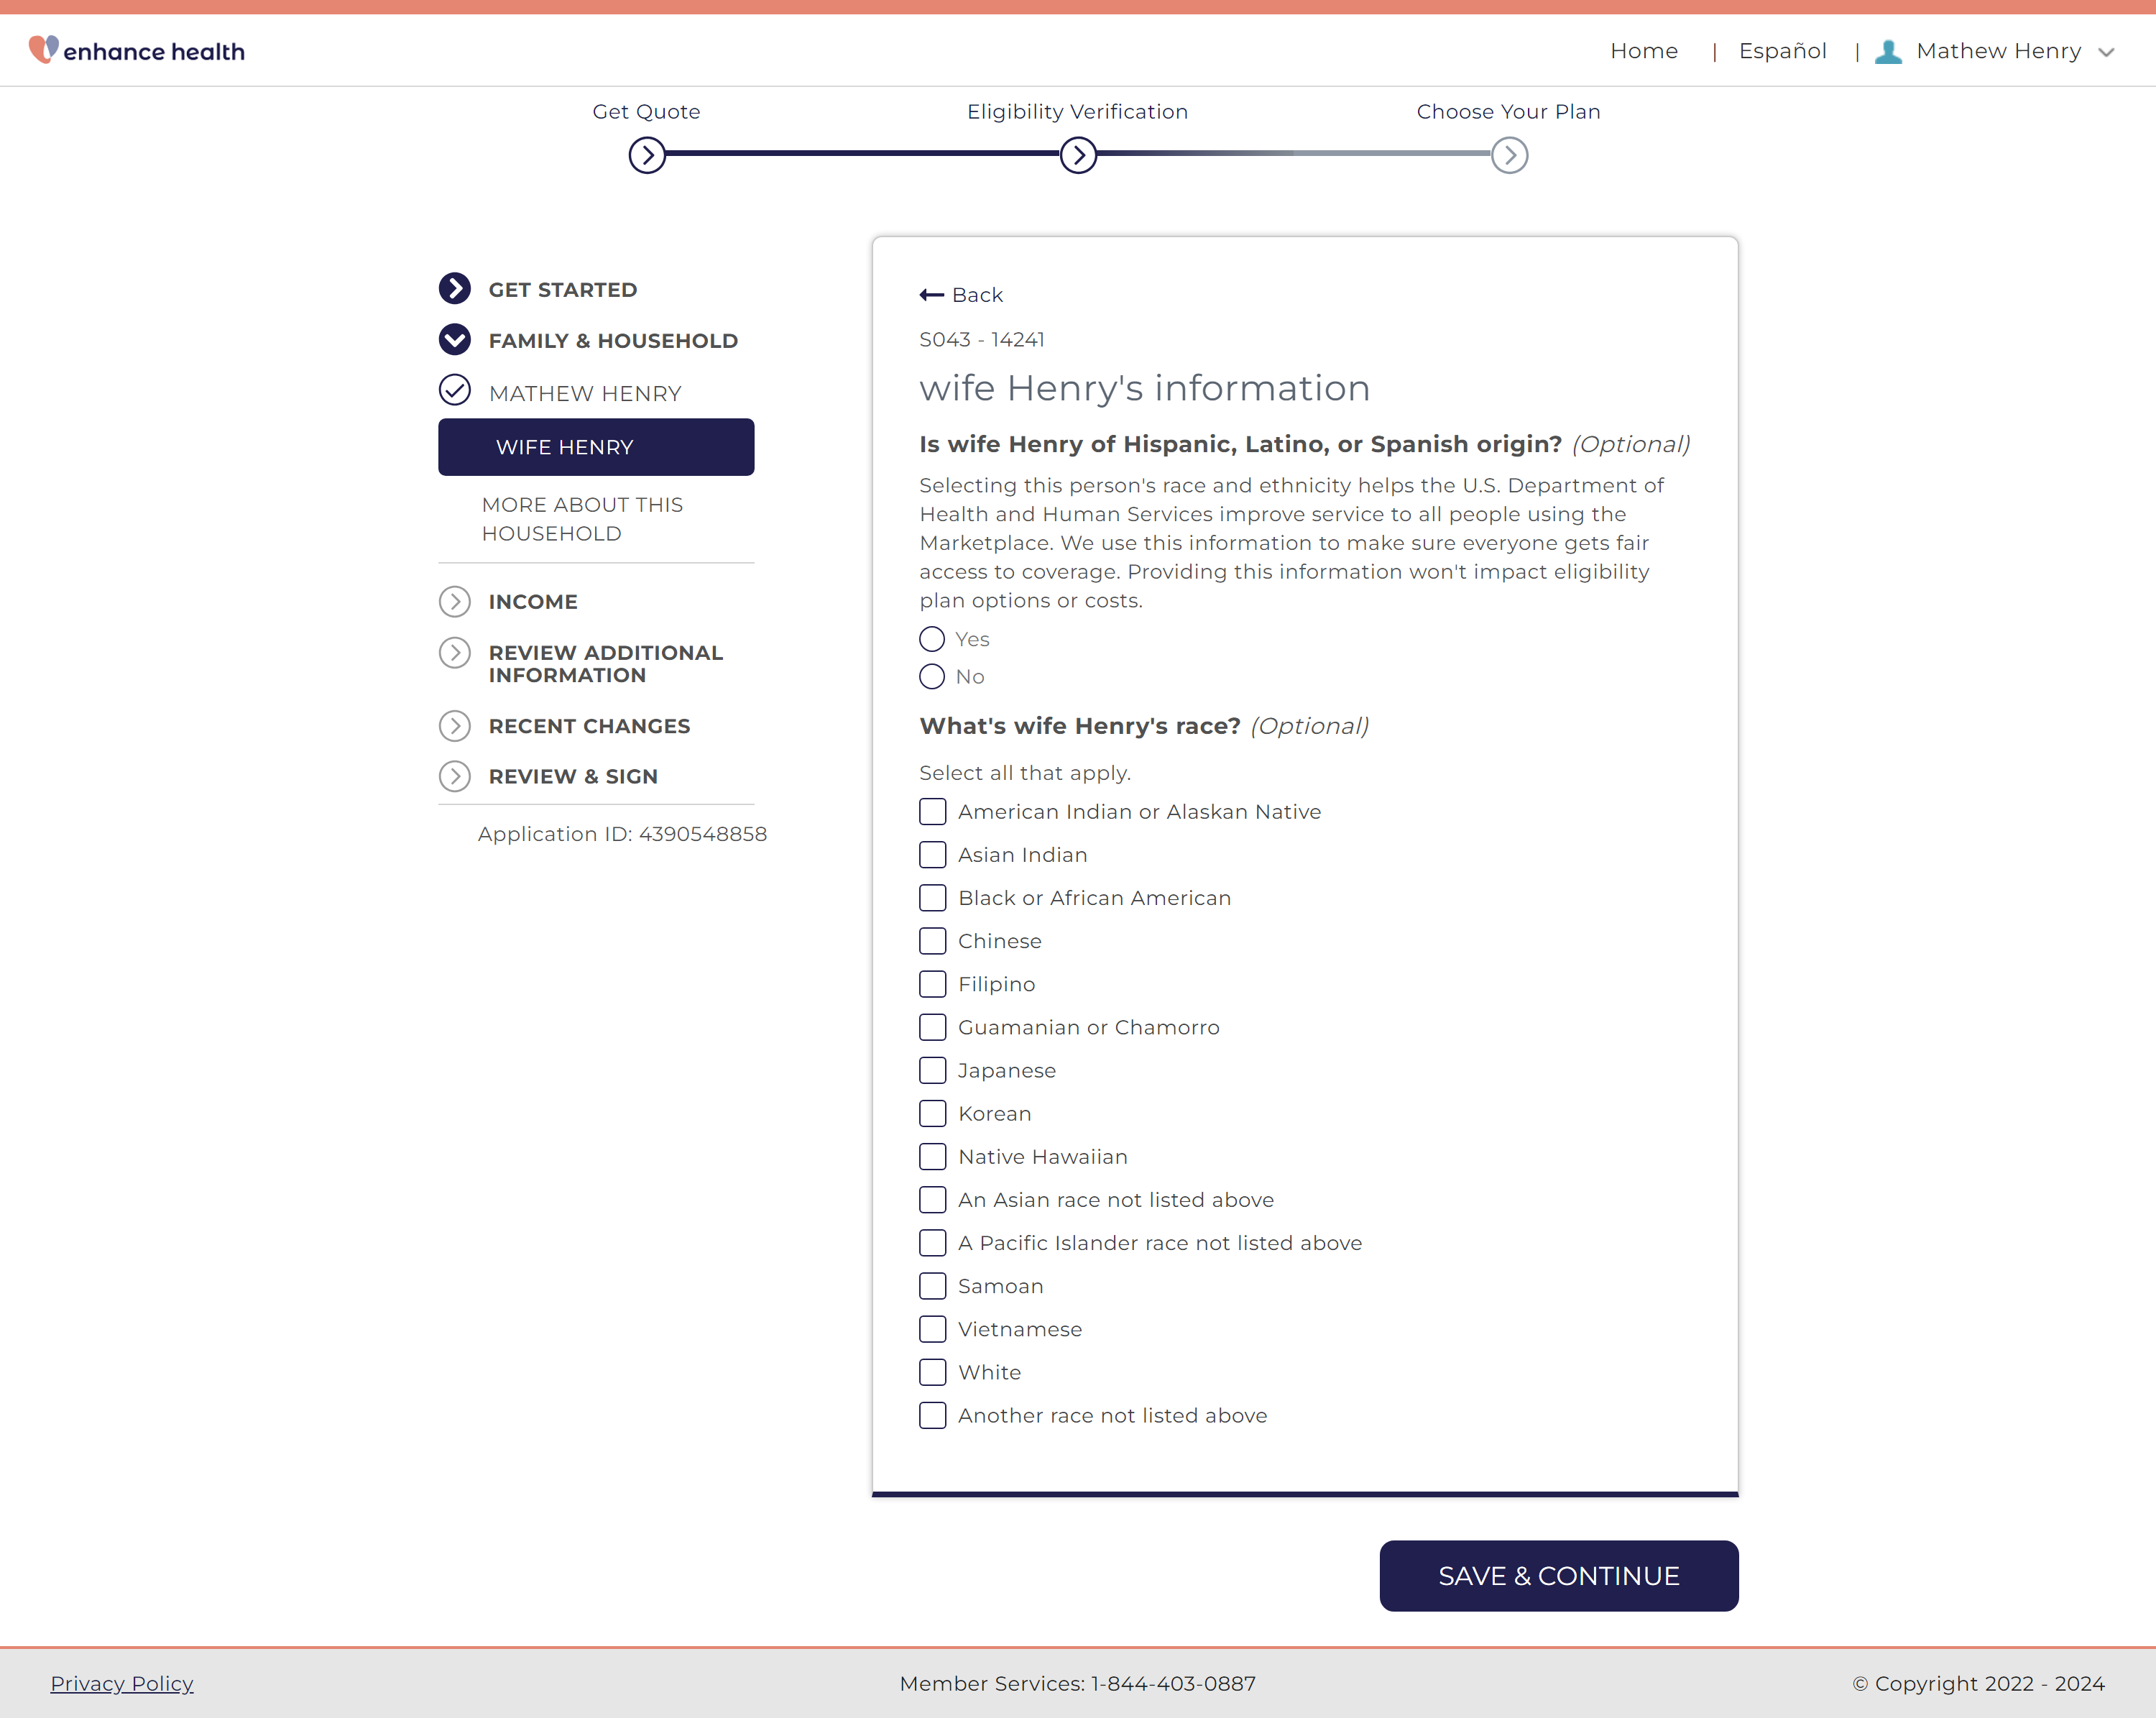 enhance health
Home | Español | Mathew Henry
Get Quote
Eligibility Verification
Choose Your Plan
GET STARTED
FAMILY & HOUSEHOLD
MATHEW HENRY
WIFE HENRY
MORE ABOUT THIS
HOUSEHOLD
INCOME
REVIEW ADDITIONAL
INFORMATION
RECENT CHANGES
REVIEW & SIGN
Application ID: 4390548858
Back
S043 - 14241
wife Henry's information
Is wife Henry of Hispanic, Latino, or Spanish origin? (Optional)
Selecting this person's race and ethnicity helps the U.S. Department of
Health and Human Services improve service to all people using the
Marketplace. We use this information to make sure everyone gets fair
access to coverage. Providing this information won't impact eligibility
plan options or costs.
Yes
No
What's wife Henry's race? (Optional)
Select all that apply.
American Indian or Alaskan Native
Asian Indian
Black or African American
Chinese
Filipino
Guamanian or Chamorro
Japanese
Korean
Native Hawaiian
An Asian race not listed above
A Pacific Islander race not listed above
Samoan
Vietnamese
White
Another race not listed above
SAVE & CONTINUE
Privacy Policy
Member Services: 1-844-403-0887
© Copyright 2022 - 2024